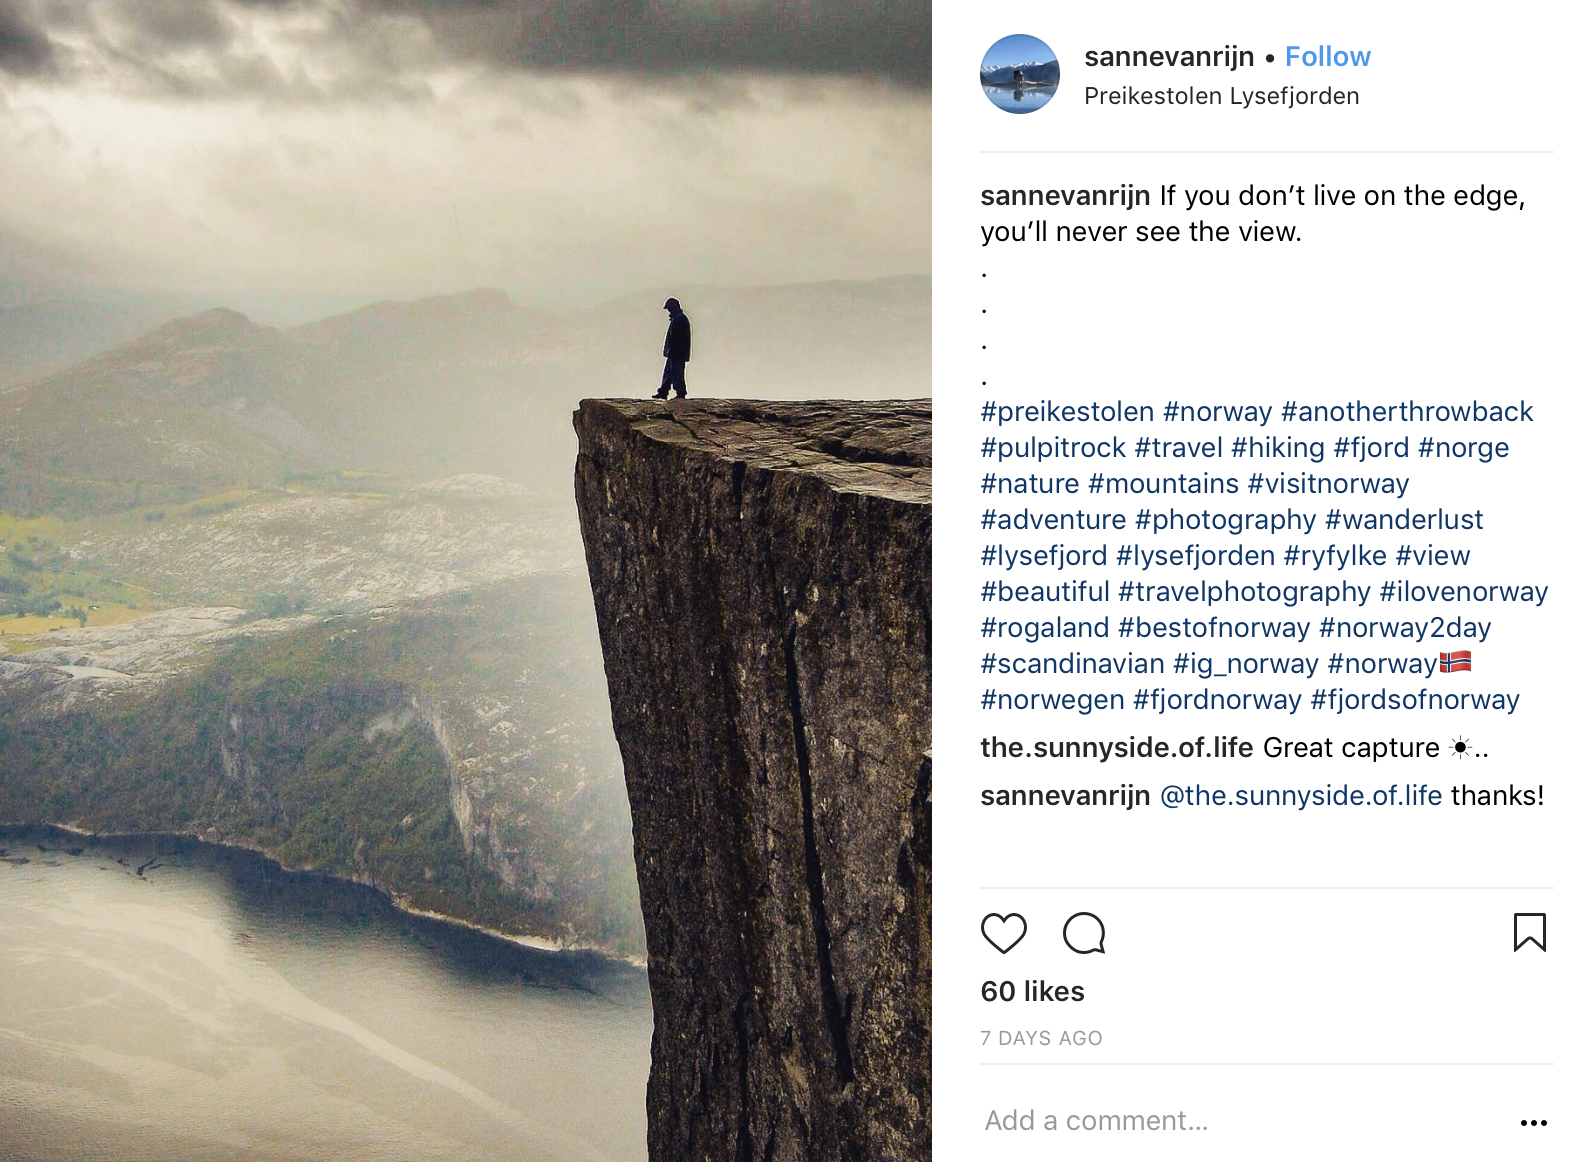 sannevanrijn • Follow
Preikestolen Lysefjorden
sannevanrijn If you don’t live on the edge,
you’ll never see the view.
.
.
.
.
#preikestolen #norway #anotherthrowback
#pulpitrock #travel #hiking #fjord #norge
#nature #mountains #visitnorway
#adventure #photography #wanderlust
#lysefjord #lysefjorden #ryfylke #view
#beautiful #travelphotography #ilovenorway
#rogaland #bestofnorway #norway2day
#scandinavian #ig_norway #norway🇳🇴
#norwegen #fjordnorway #fjordsofnorway
the.sunnyside.of.life Great capture ☀..
sannevanrijn @the.sunnyside.of.life thanks!
60 likes
7 DAYS AGO
Add a comment...